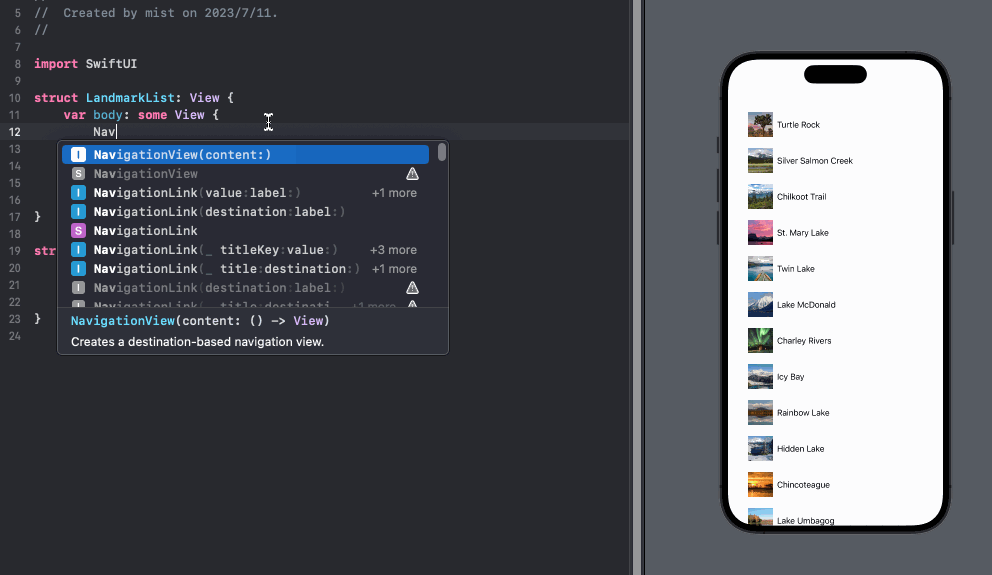 5 // Created by mist on 2023/7/11.
6 //
7
8 import SwiftUI
9
10 struct LandmarkList: View {
11 var body: some View {
12 Nav
13
14
15
16
17 }
18
19 str
20
21
22
23 }
24
I NavigationView(content:)
S NavigationView
I NavigationLink(value:label:) +1 more
I NavigationLink(destination:label:)
S NavigationLink
I NavigationLink(_ titleKey:value:) +3 more
I NavigationLink(_ title:destination:) +1 more
I NavigationLink(destination:label:)
I NavigationLink(_ title:destinati… +1 more
NavigationView(content: () -> View)
Creates a destination-based navigation view.
Turtle Rock
Silver Salmon Creek
Chilkoot Trail
St. Mary Lake
Twin Lake
Lake McDonald
Charley Rivers
Icy Bay
Rainbow Lake
Hidden Lake
Chincoteague
Lake Umbagog